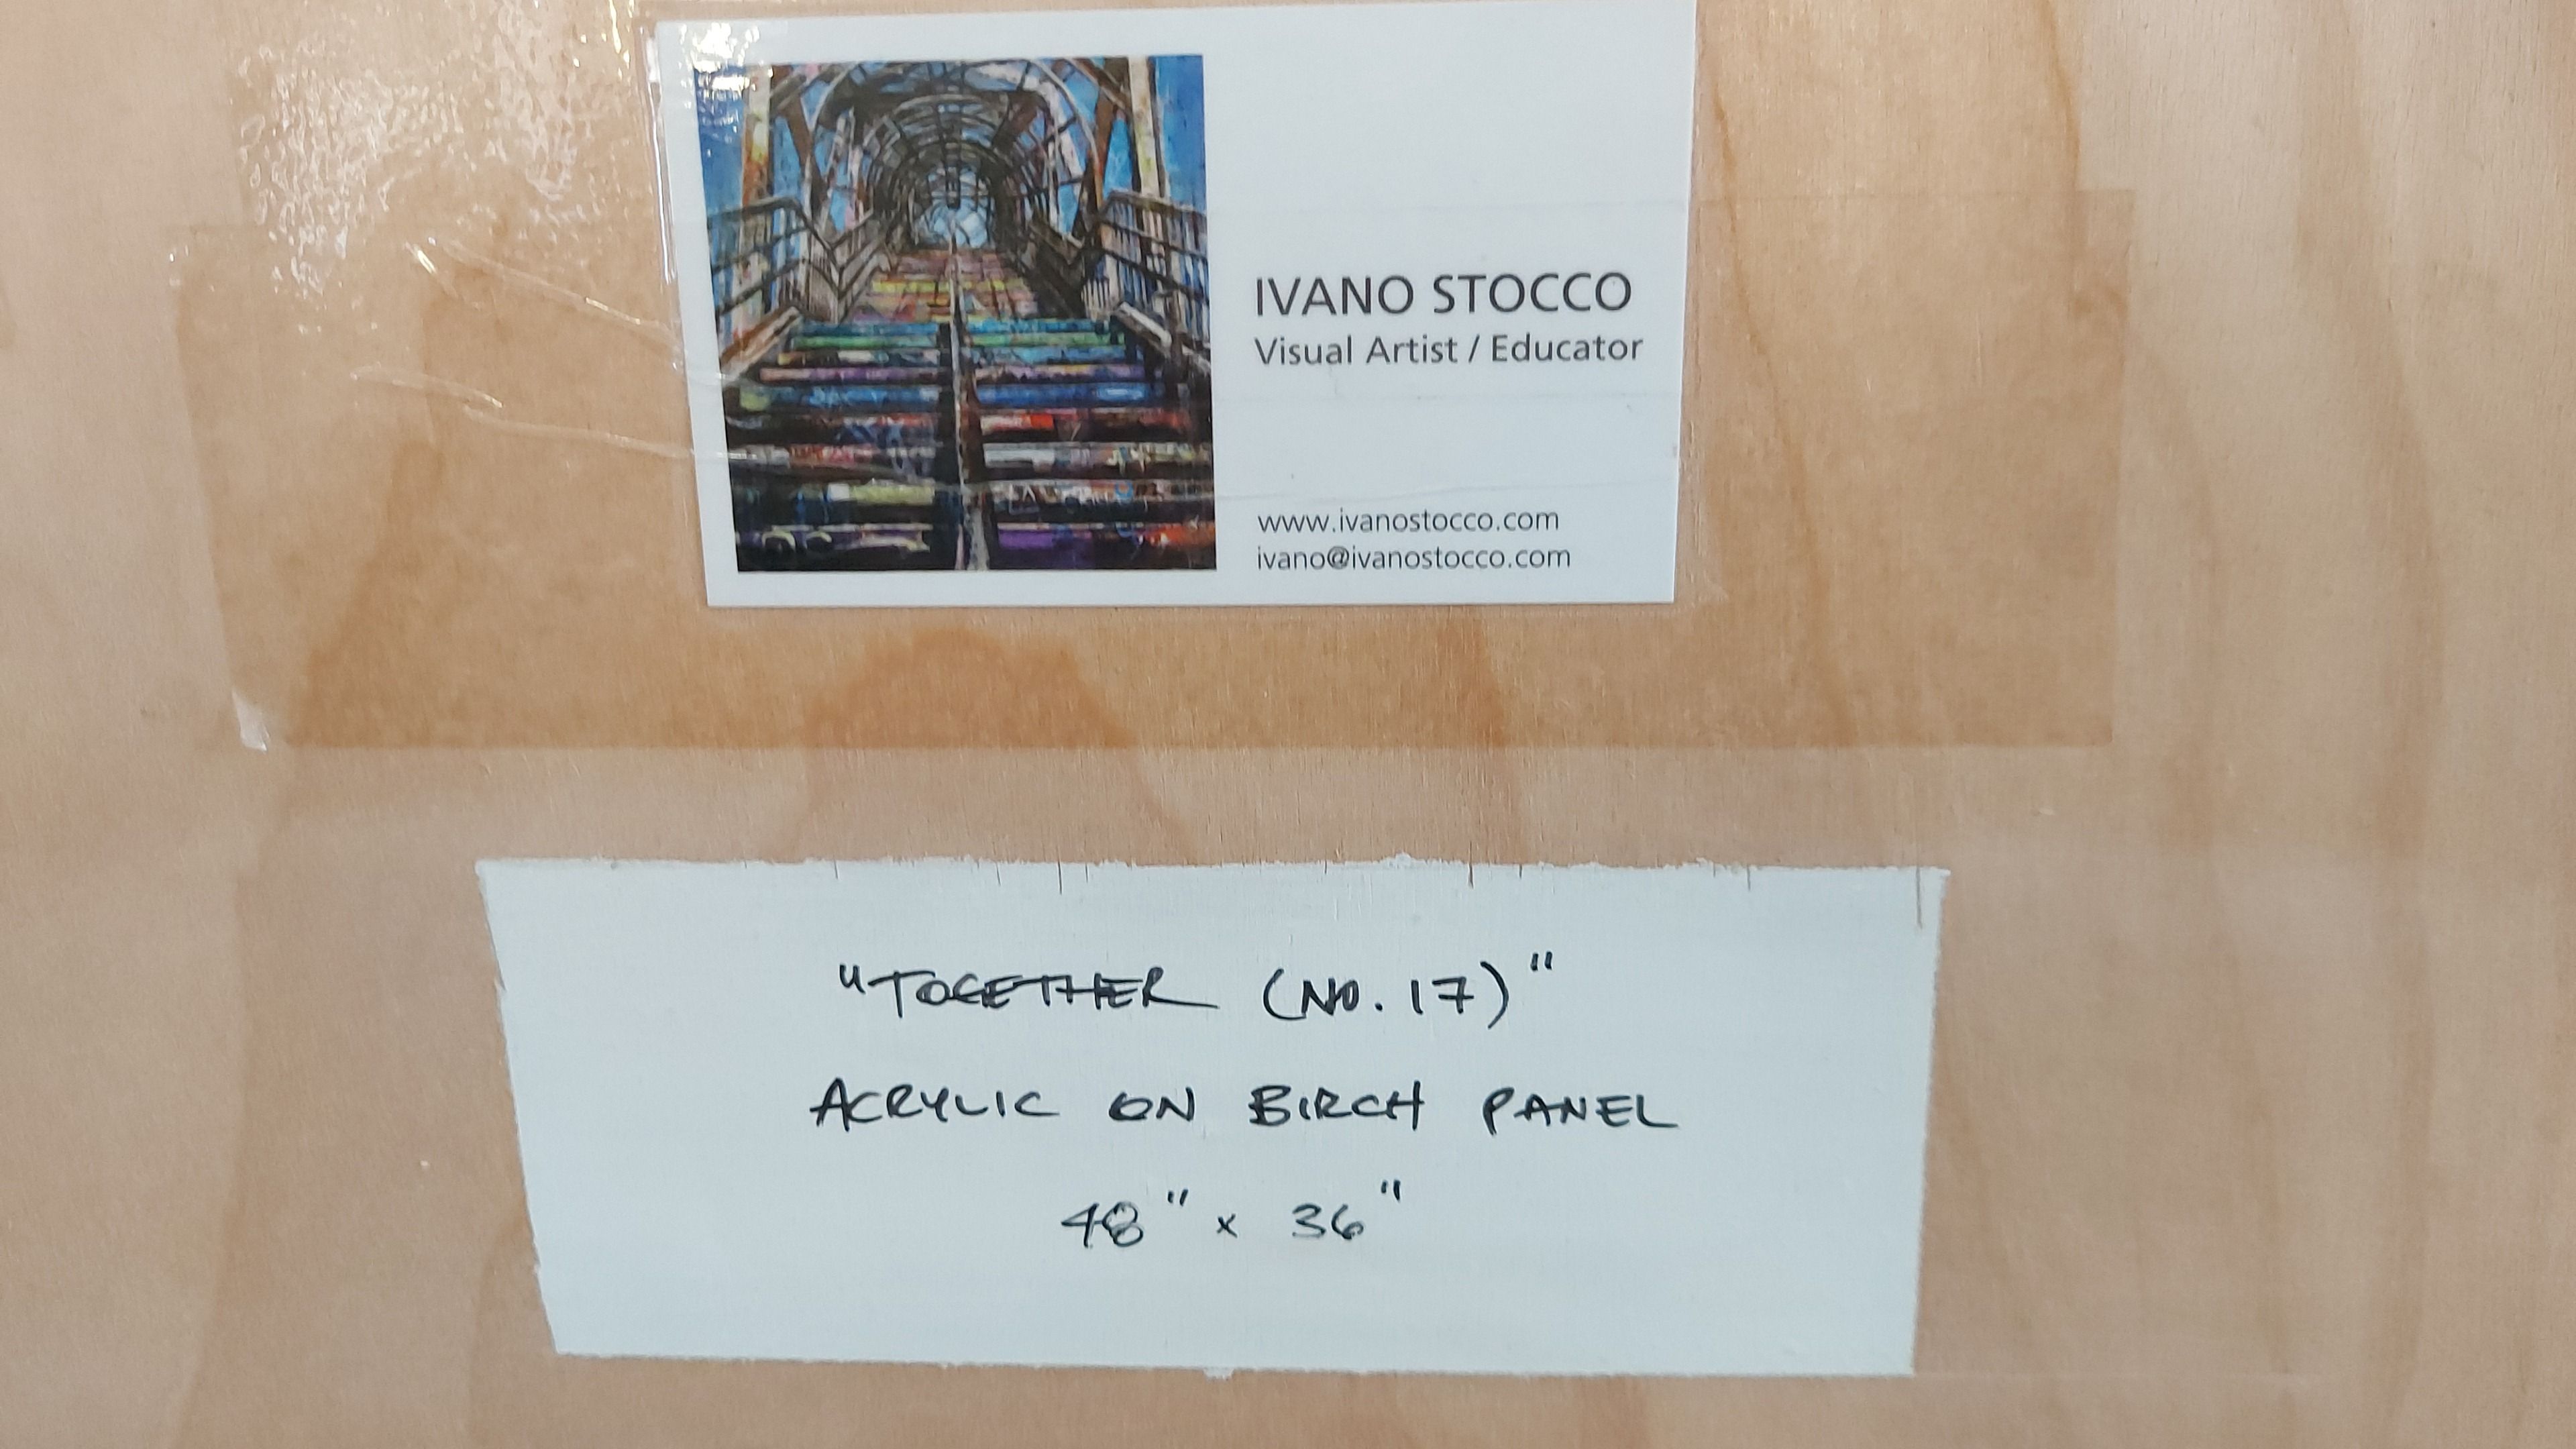 IVANO STOCCO
Visual Artist / Educator
www.ivanostocco.com
ivano@ivanostocco.com
"TOGETHER (NO. 17)"
ACRYLIC ON BIRCH PANEL
48" x 36"